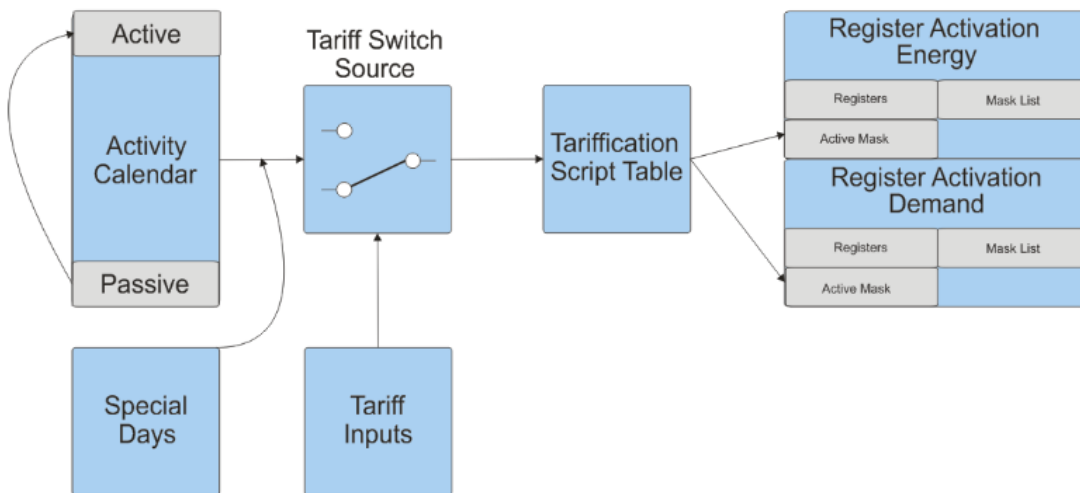 Active
Activity
Calendar
Passive
Special
Days
Tariff Switch
Source
Tariff
Inputs
Tariffication
Script Table
Register Activation
Energy
Registers
Mask List
Active Mask
Register Activation
Demand
Registers
Mask List
Active Mask